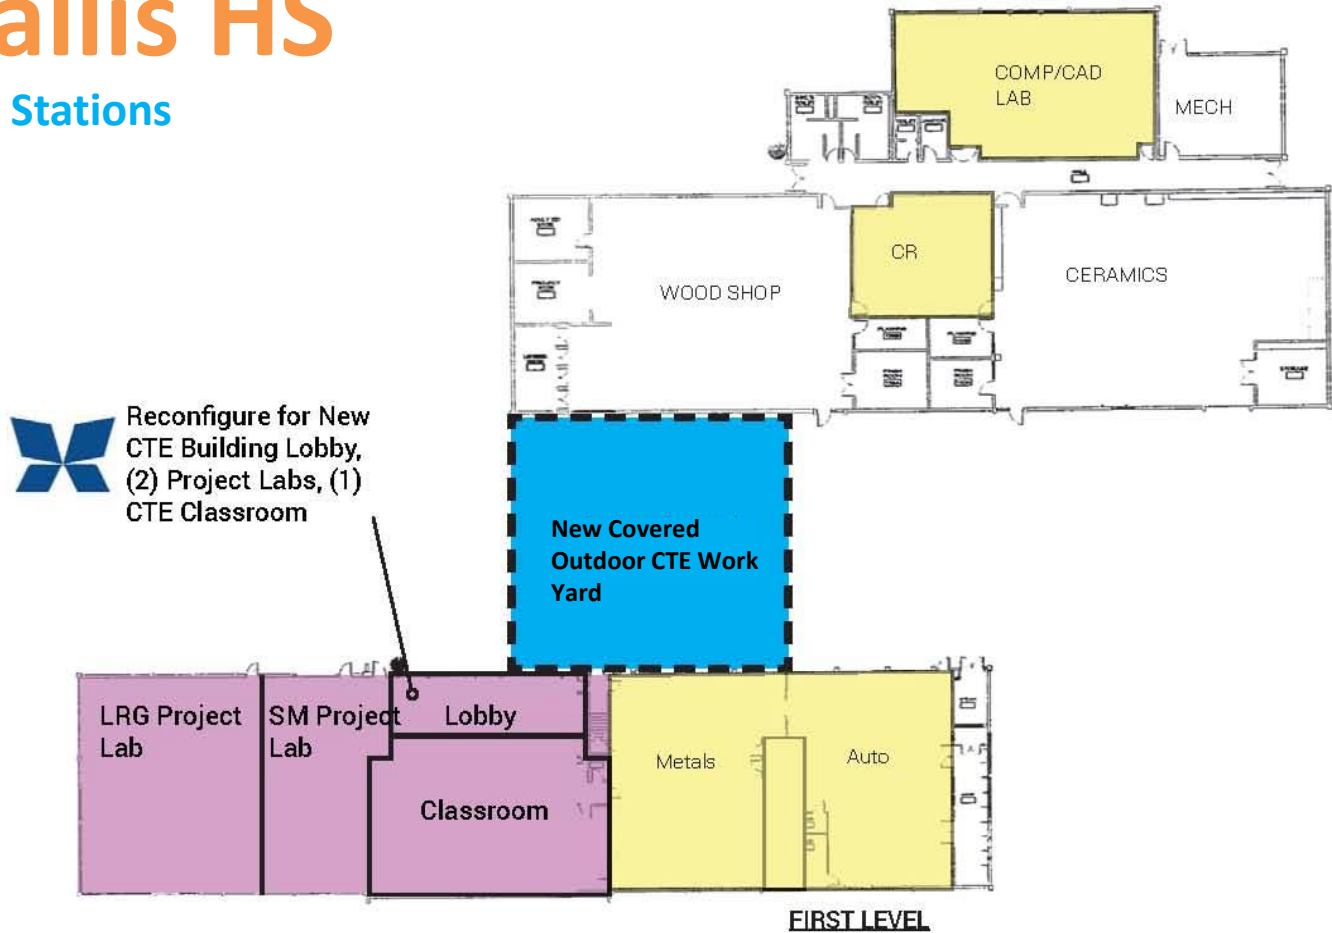 allis HS
Stations
COMP/CAD
LAB
MECH
CR
WOOD SHOP
CERAMICS
STORAGE
Reconfigure for New
CTE Building Lobby,
(2) Project Labs, (1)
CTE Classroom
New Covered
Outdoor CTE Work
Yard
LRG Project
Lab
SM Project
Lab
Lobby
Classroom
Metals
Auto
FIRST LEVEL